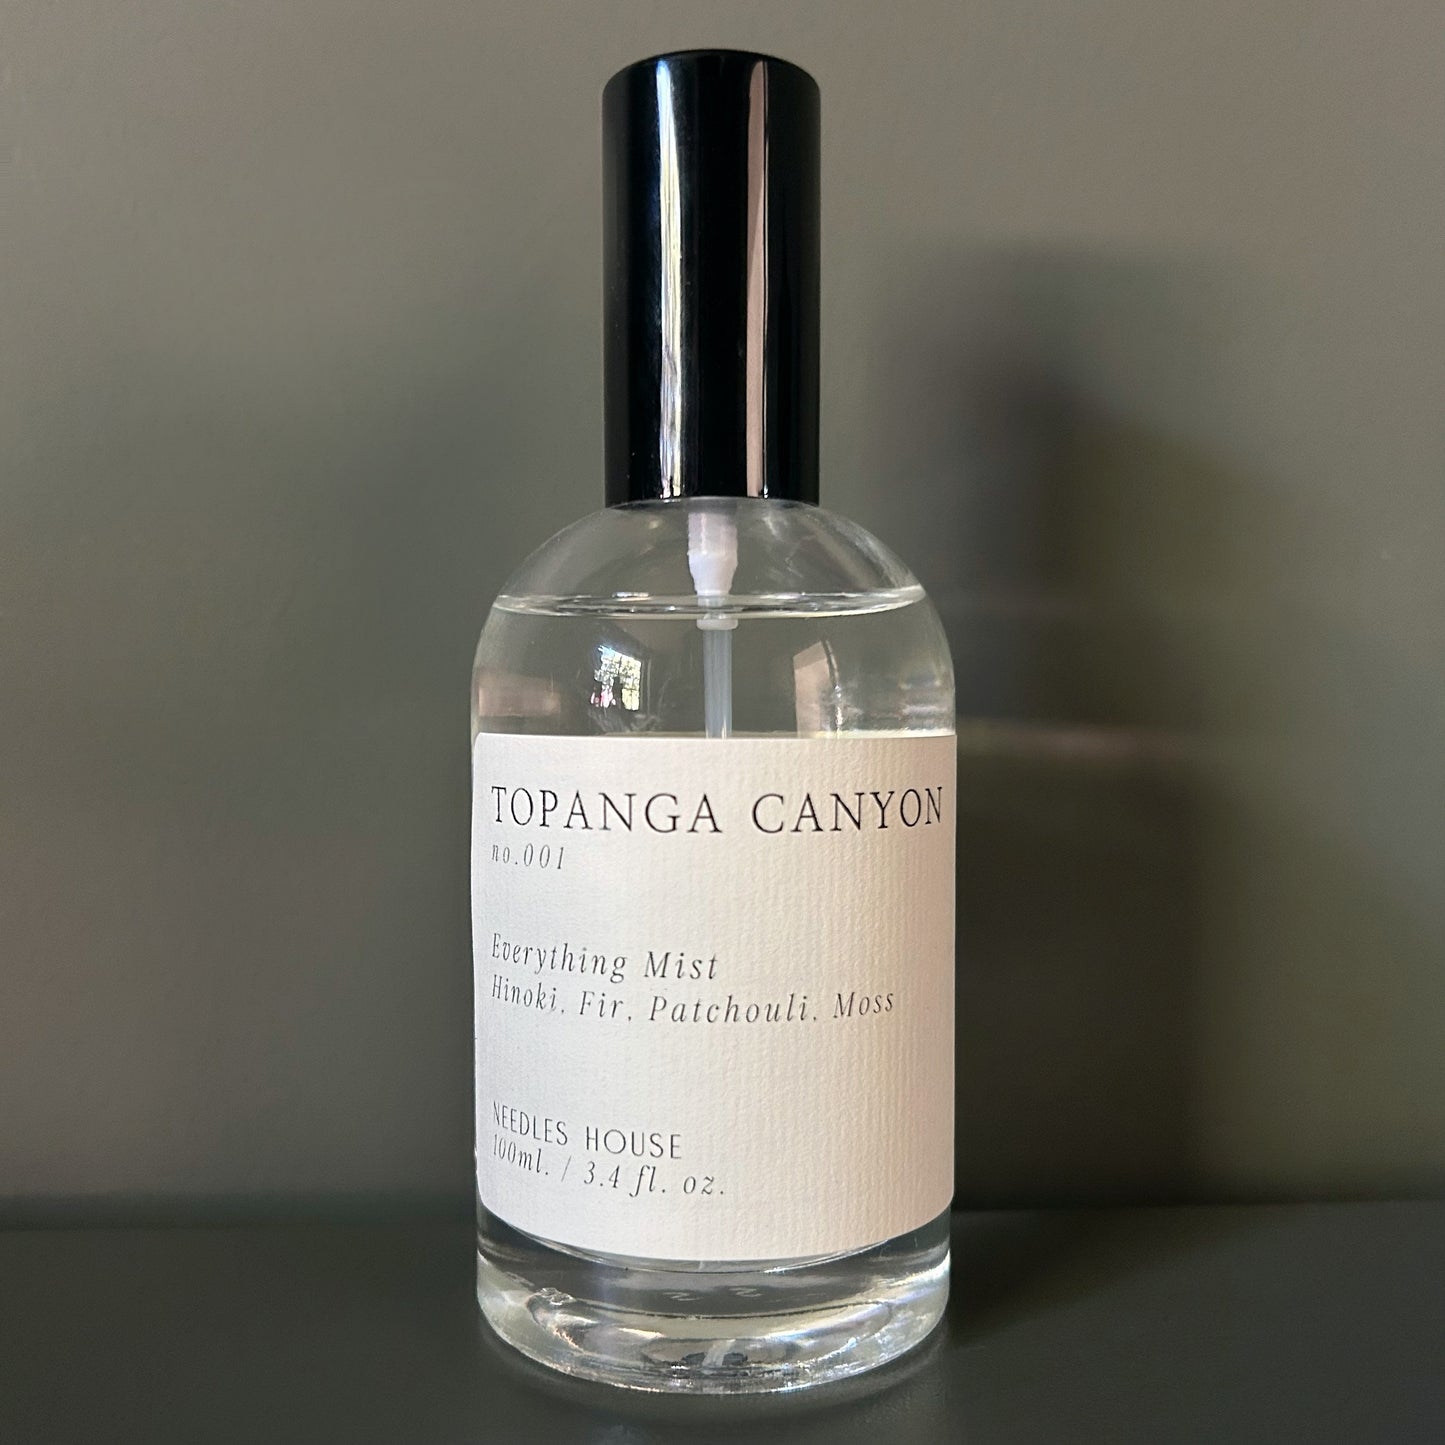 TOPANGA CANYON
no.001
Everything Mist
Hinoki, Fir, Patchouli, Moss
NEEDLES HOUSE
100ml. / 3.4 fl. oz.